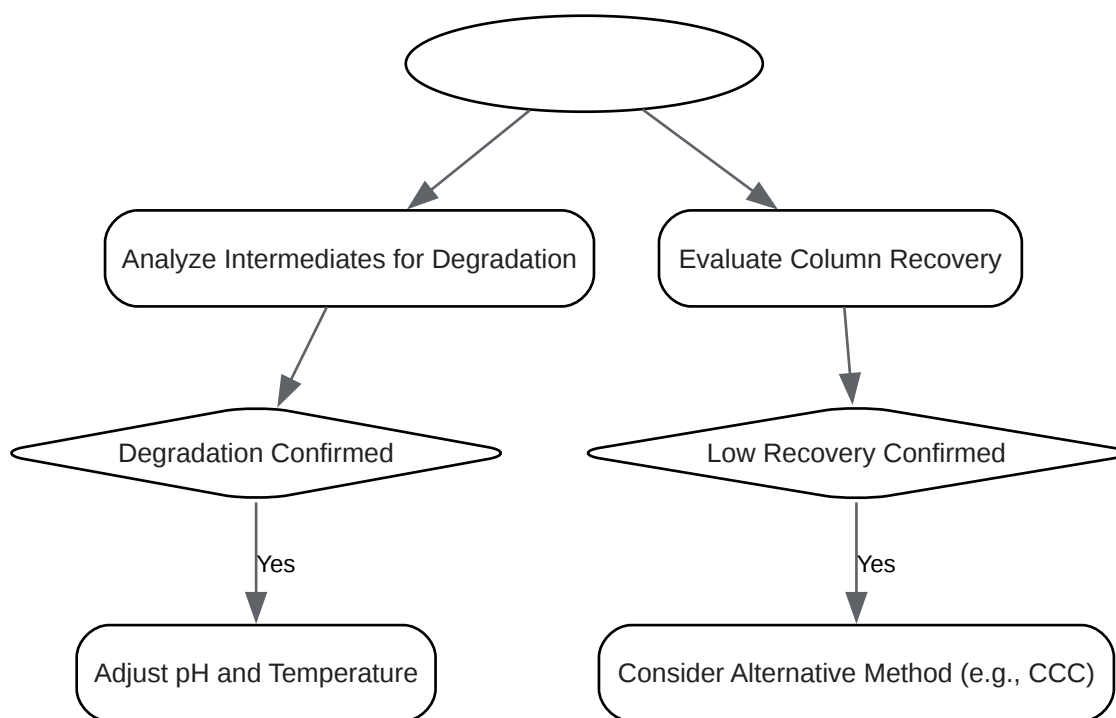 Analyze Intermediates for Degradation
Evaluate Column Recovery
Degradation Confirmed
Low Recovery Confirmed
Yes
Yes
Adjust pH and Temperature
Consider Alternative Method (e.g., CCC)